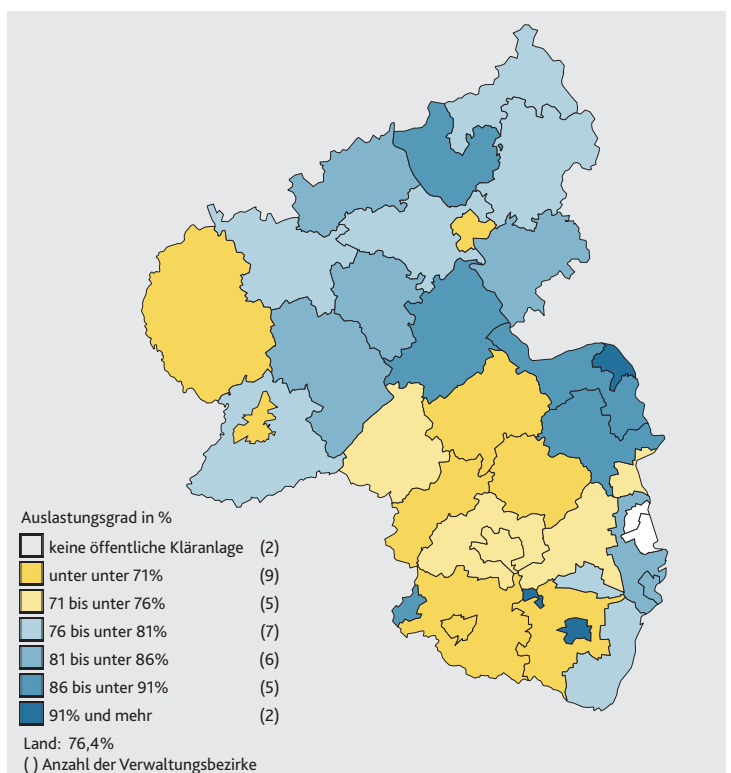 Auslastungsgrad in %
keine öffentliche Kläranlage (2)
unter unter 71% (9)
71 bis unter 76% (5)
76 bis unter 81% (7)
81 bis unter 86% (6)
86 bis unter 91% (5)
91% und mehr (2)
Land: 76,4%
( ) Anzahl der Verwaltungsbezirke